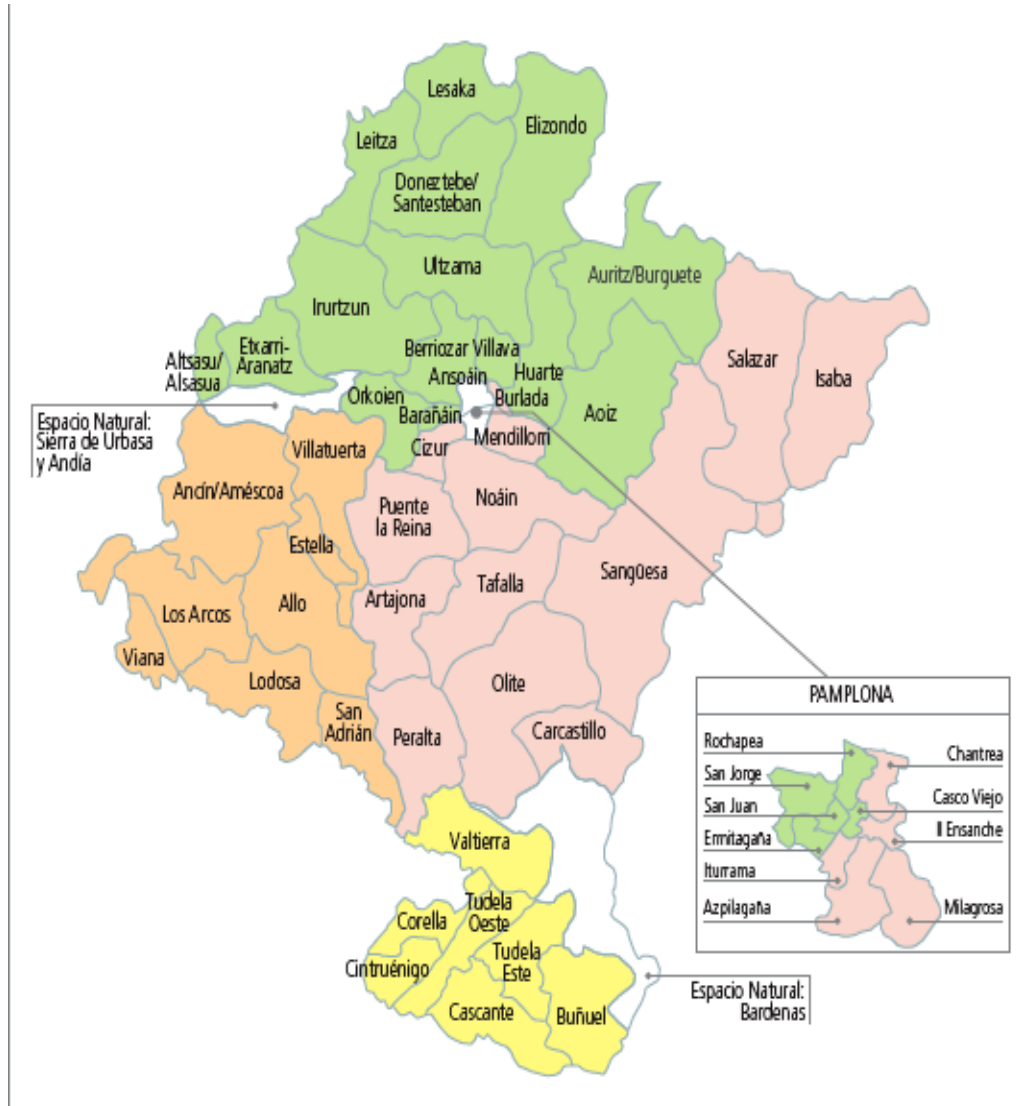 Lesaka
Elizondo
Leitza
Doneztebe/
Santesteban
Ultzama
Auritz/Burguete
Irurtzun
Salazar
Isaba
Altsasu/
Alsasua
Etxarri-
Aranatz
Berriozar
Villava
Ansoáin
Huarte
Burlada
Orkoien
Barañáin
Aoiz
Cizur
Mendillorri
Espacio Natural:
Sierra de Urbasa
y Andía
Villatuerta
Ancín/Améscoa
Puente
la Reina
Noáin
Estella
Sangüesa
Tafalla
Artajona
Allo
Los Arcos
Viana
Lodosa
Olite
San
Adrián
Peralta
Carcastillo
PAMPLONA
Rochapea
Chantrea
San Jorge
Casco Viejo
San Juan
II Ensanche
Ermitagaña
Iturrama
Azpilagaña
Milagrosa
Valtierra
Tudela
Oeste
Corella
Cintruénigo
Tudela
Este
Cascante
Buñuel
Espacio Natural:
Bardenas